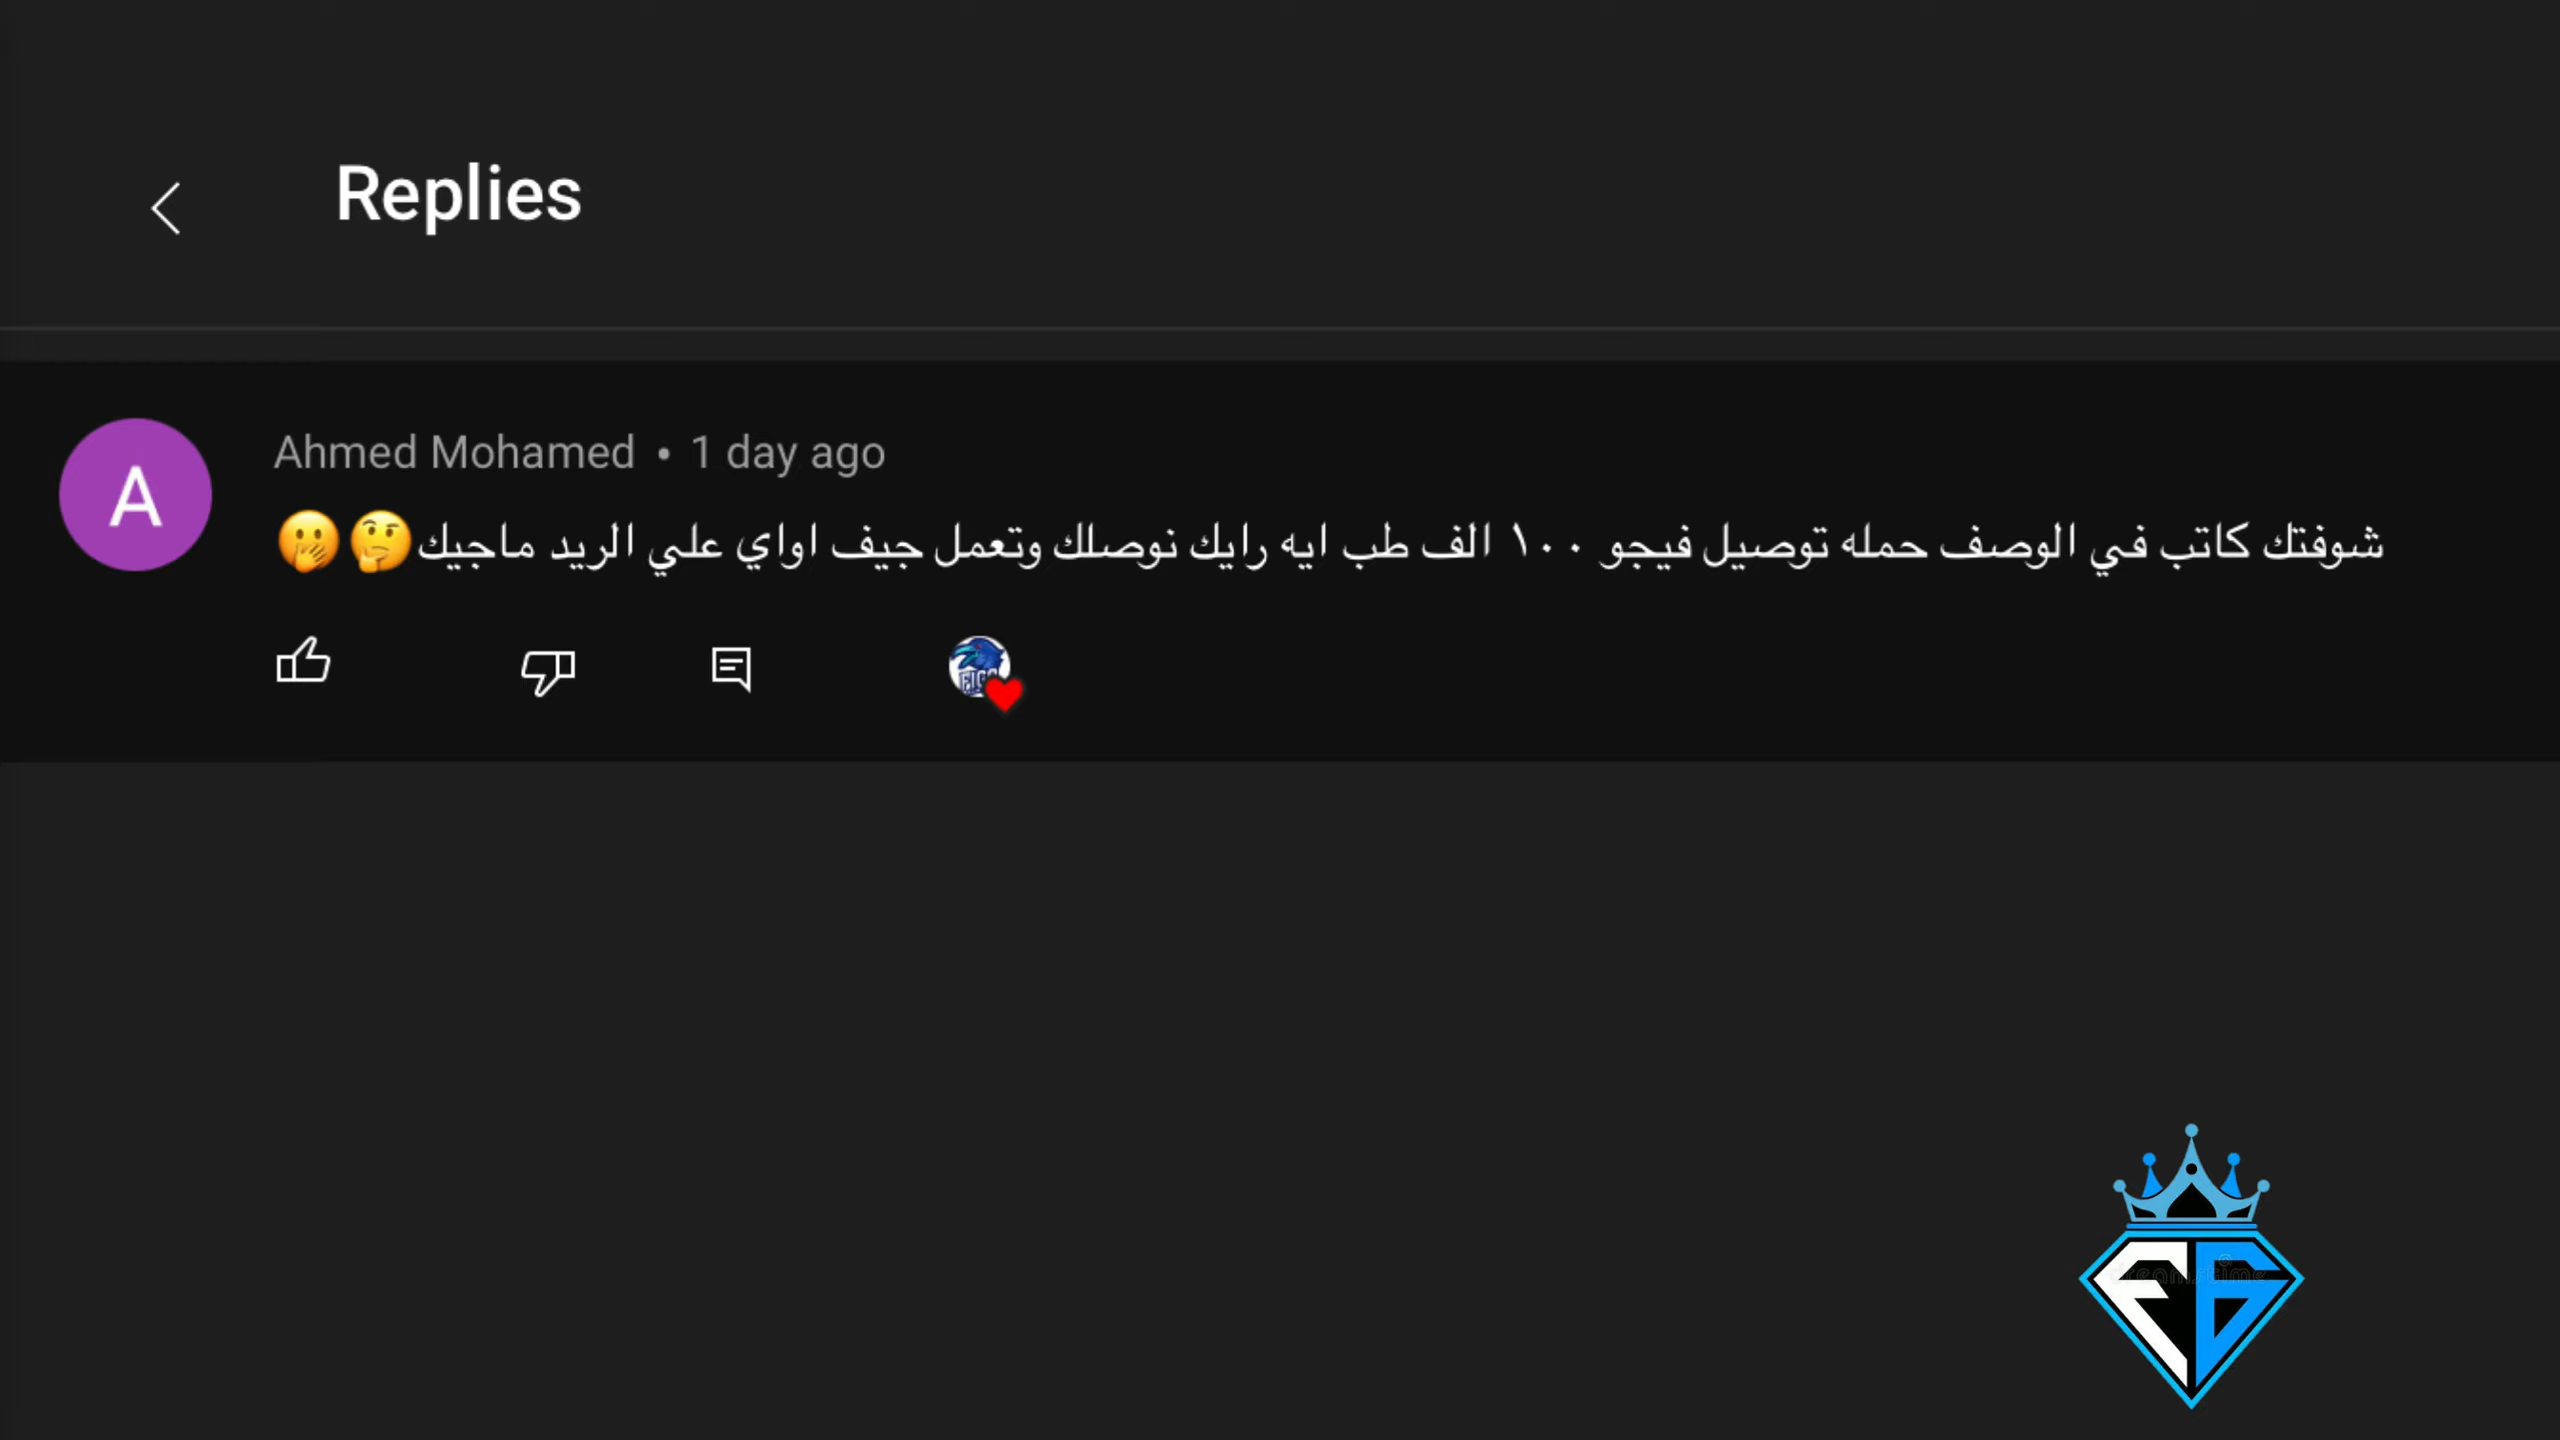 Replies
A
Ahmed Mohamed • 1 day ago
شوفتك كاتب في الوصف حمله توصيل فيجو ١٠٠ الف طب ايه رايك نوصلك وتعمل جيف اواي علي الريد ماجيك🤔🤭